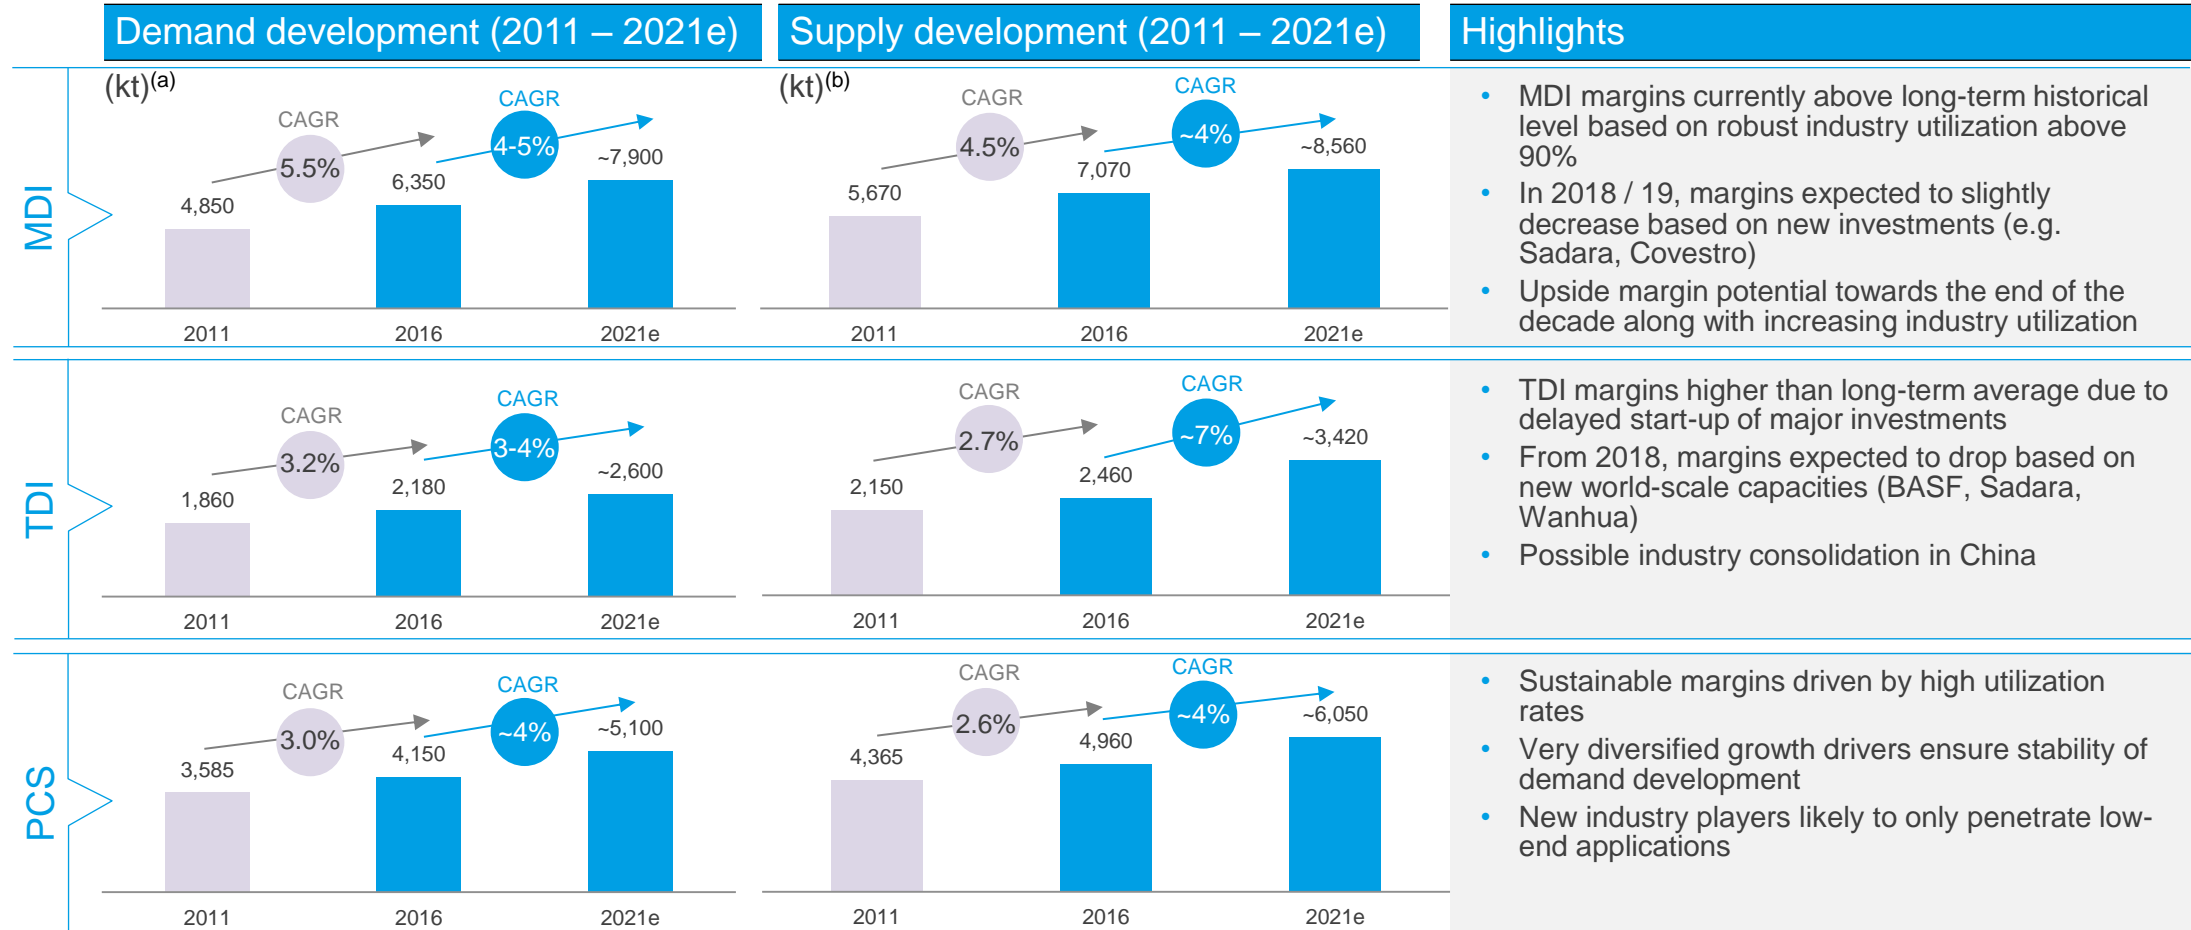 Demand development (2011 – 2021e)
Supply development (2011 – 2021e)
Highlights
MDI
(kt)(a)
CAGR
5.5%
CAGR
4-5%
4,850
6,350
~7,900
2011
2016
2021e
(kt)(b)
CAGR
4.5%
CAGR
~4%
5,670
7,070
~8,560
2011
2016
2021e
• MDI margins currently above long-term historical
level based on robust industry utilization above
90%
• In 2018 / 19, margins expected to slightly
decrease based on new investments (e.g.
Sadara, Covestro)
• Upside margin potential towards the end of the
decade along with increasing industry utilization
TDI
CAGR
3.2%
CAGR
3-4%
1,860
2,180
~2,600
2011
2016
2021e
CAGR
2.7%
CAGR
~7%
2,150
2,460
~3,420
2011
2016
2021e
• TDI margins higher than long-term average due to
delayed start-up of major investments
• From 2018, margins expected to drop based on
new world-scale capacities (BASF, Sadara,
Wanhua)
• Possible industry consolidation in China
PCS
CAGR
3.0%
CAGR
~4%
3,585
4,150
~5,100
2011
2016
2021e
CAGR
2.6%
CAGR
~4%
4,365
4,960
~6,050
2011
2016
2021e
• Sustainable margins driven by high utilization
rates
• Very diversified growth drivers ensure stability of
demand development
• New industry players likely to only penetrate low-
end applications